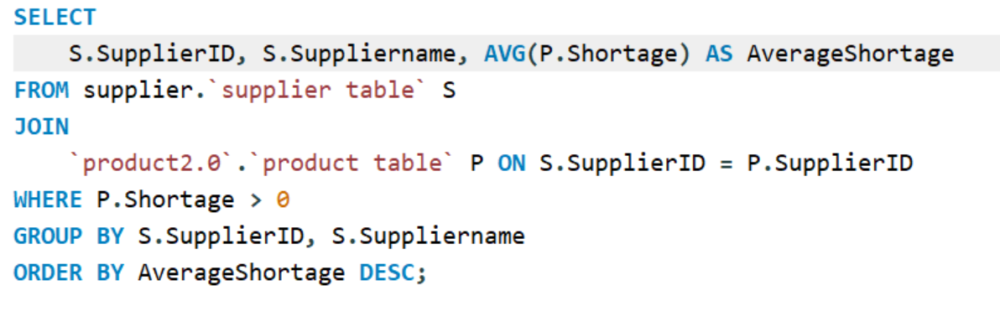 SELECT
S.SupplierID, S.Suppliername, AVG(P.Shortage) AS AverageShortage
FROM supplier.`supplier table` S
JOIN
`product2.0`.`product table` P ON S.SupplierID = P.SupplierID
WHERE P.Shortage > 0
GROUP BY S.SupplierID, S.Suppliername
ORDER BY AverageShortage DESC;